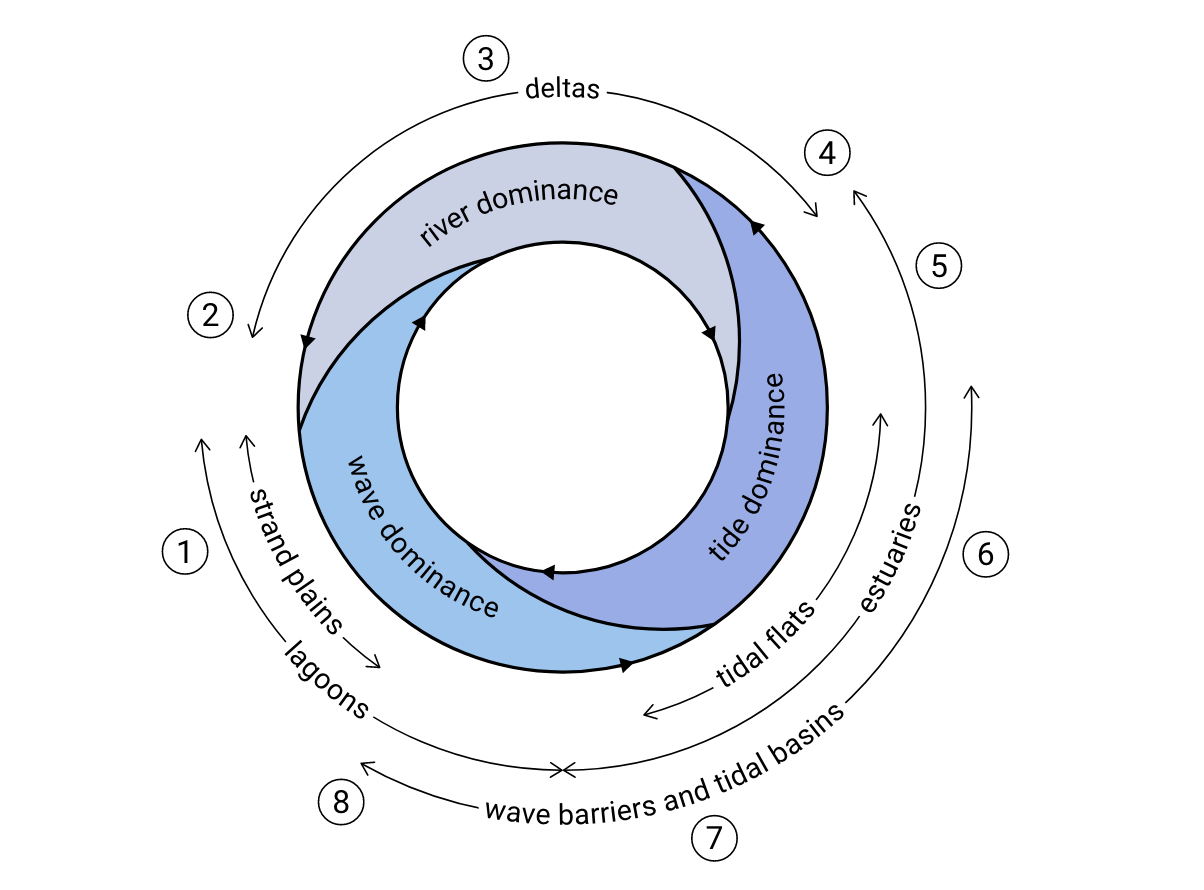 3
deltas
4
river dominance
5
2
tide dominance
wave dominance
strand plains
1
estuaries
6
tidal flats
lagoons
wave barriers and tidal basins
8
7